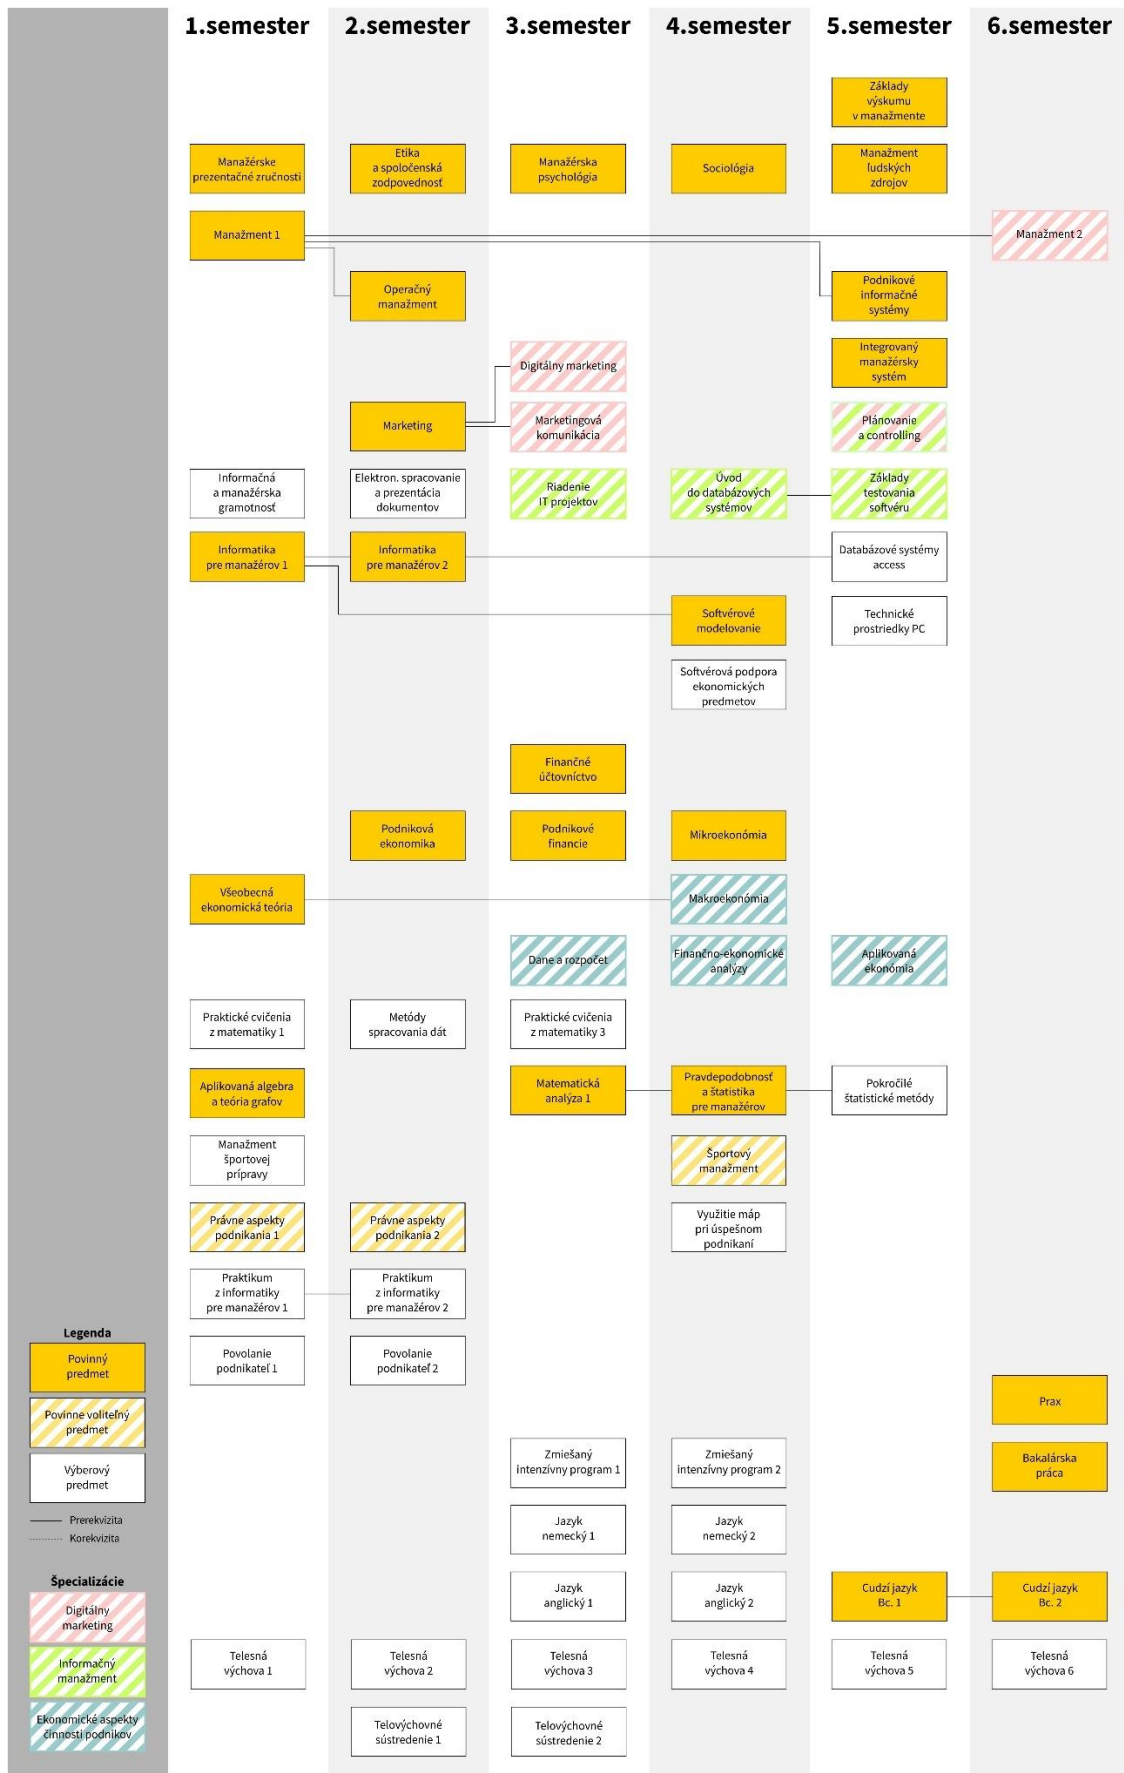 1.semester
2.semester
3.semester
4.semester
5.semester
6.semester
Základy
výskumu
v manažmente
Manažérske
prezentačné zručnosti
Etika
a spoločenská
zodpovednosť
Manažérska
psychológia
Sociológia
Manažment
ľudských
zdrojov
Manažment 1
Manažment 2
Operačný
manažment
Podnikové
informačné
systémy
Integrovaný
manažérsky
systém
Digitálny marketing
Marketing
Marketingová
komunikácia
Plánovanie
a controlling
Informačná
a manažérska
gramotnosť
Elektron. spracovanie
a prezentácia
dokumentov
Riadenie
IT projektov
Úvod
do databázových
systémov
Základy
testovania
softvéru
Informatika
pre manažérov 1
Informatika
pre manažérov 2
Databázové systémy
access
Softvérové
modelovanie
Technické
prostriedky PC
Softvérová podpora
ekonomických
predmetov
Finančné
účtovníctvo
Podniková
ekonomika
Podnikové
financie
Mikroekonómia
Všeobecná
ekonomická teória
Makroekonómia
Dane a rozpočet
Finančno-ekonomické
analýzy
Aplikovaná
ekonómia
Praktické cvičenia
z matematiky 1
Metódy
spracovania dát
Praktické cvičenia
z matematiky 3
Aplikovaná algebra
a teória grafov
Matematická
analýza 1
Pravdepodobnosť
a štatistika
pre manažérov
Pokročilé
štatistické metódy
Manažment
športovej
prípravy
Športový
manažment
Právne aspekty
podnikania 1
Právne aspekty
podnikania 2
Využitie máp
pri úspešnom
podnikaní
Praktikum
z informatiky
pre manažérov 1
Praktikum
z informatiky
pre manažérov 2
Povolanie
podnikateľ 1
Povolanie
podnikateľ 2
Prax
Zmiešaný
intenzívny program 1
Zmiešaný
intenzívny program 2
Bakalárska
práca
Jazyk
nemecký 1
Jazyk
nemecký 2
Jazyk
anglický 1
Jazyk
anglický 2
Cudzí jazyk
Bc. 1
Cudzí jazyk
Bc. 2
Telesná
výchova 1
Telesná
výchova 2
Telesná
výchova 3
Telesná
výchova 4
Telesná
výchova 5
Telesná
výchova 6
Telovýchovné
sústredenie 1
Telovýchovné
sústredenie 2
Legenda
Povinný
predmet
Povinne voliteľný
predmet
Výberový
predmet
Prerekvizita
Korekvizita
Špecializácie
Digitálny
marketing
Informačný
manažment
Ekonomické aspekty
činnosti podnikov